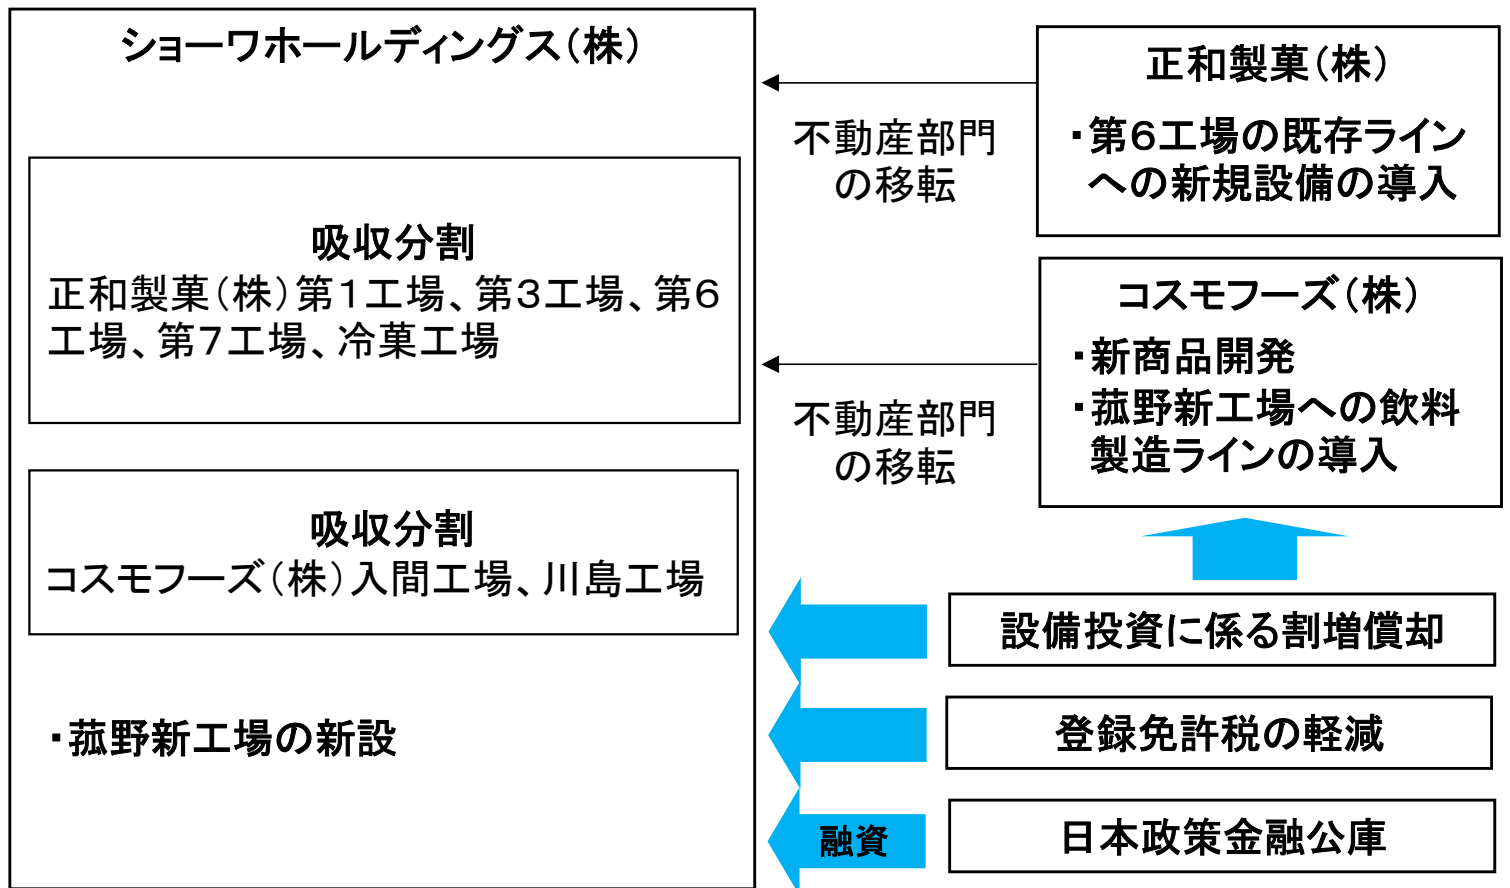 ショーワホールディングス（株）
吸収分割
正和製菓（株）第１工場、第３工場、第６
工場、第７工場、冷菓工場
吸収分割
コスモフーズ（株）入間工場、川島工場
・菰野新工場の新設
不動産部門
の移転
不動産部門
の移転
正和製菓（株）
・第６工場の既存ライン
への新規設備の導入
コスモフーズ（株）
・新商品開発
・菰野新工場への飲料
製造ラインの導入
設備投資に係る割増償却
登録免許税の軽減
融資
日本政策金融公庫